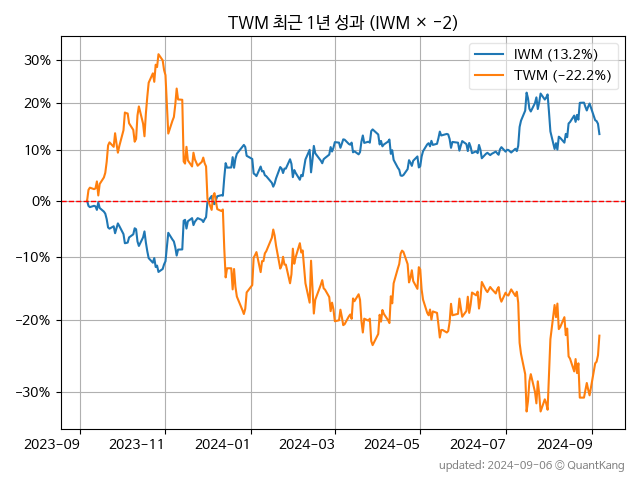 TWM 최근 1년 성과 (IWM × −2)
IWM (13.2%)
TWM (−22.2%)
30%
20%
10%
0%
−10%
−20%
−30%
2023−09 2023−11 2024−01 2024−03 2024−05 2024−07 2024−09
updated: 2024−09−06 © QuantKang